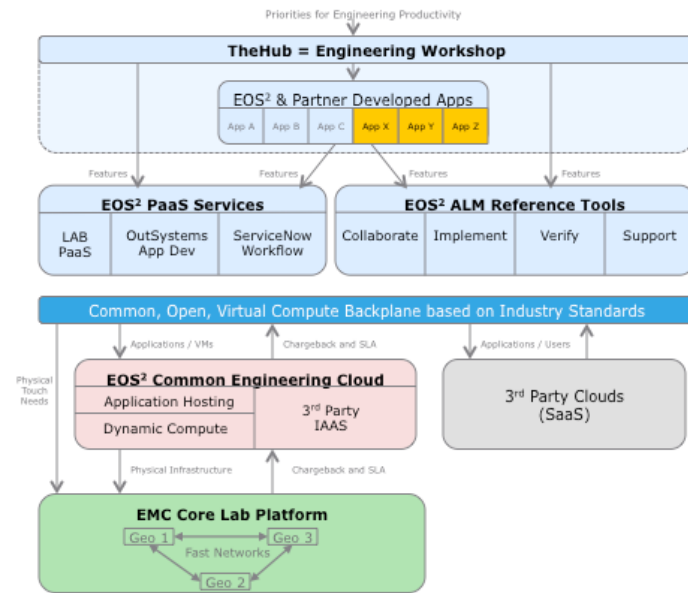 Priorities for Engineering Productivity
TheHub = Engineering Workshop
EOS² & Partner Developed Apps
App A
App B
App C
App X
App Y
App Z
Features
Features
Features
Features
EOS² PaaS Services
LAB
PaaS
OutSystems
App Dev
ServiceNow
Workflow
EOS² ALM Reference Tools
Collaborate
Implement
Verify
Support
Common, Open, Virtual Compute Backplane based on Industry Standards
Physical
Touch
Needs
Applications / VMs
Chargeback and SLA
Applications / Users
EOS² Common Engineering Cloud
Application Hosting
Dynamic Compute
3rd Party
IAAS
3rd Party Clouds
(SaaS)
Physical Infrastructure
Chargeback and SLA
EMC Core Lab Platform
Geo 1
Geo 3
Fast Networks
Geo 2